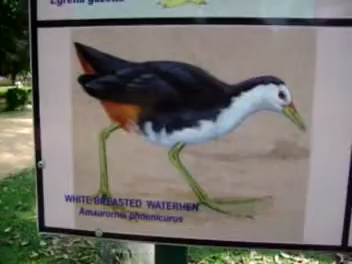 Egretta garzetta
WHITE BREASTED WATERHEN
Amaurornis phoenicurus